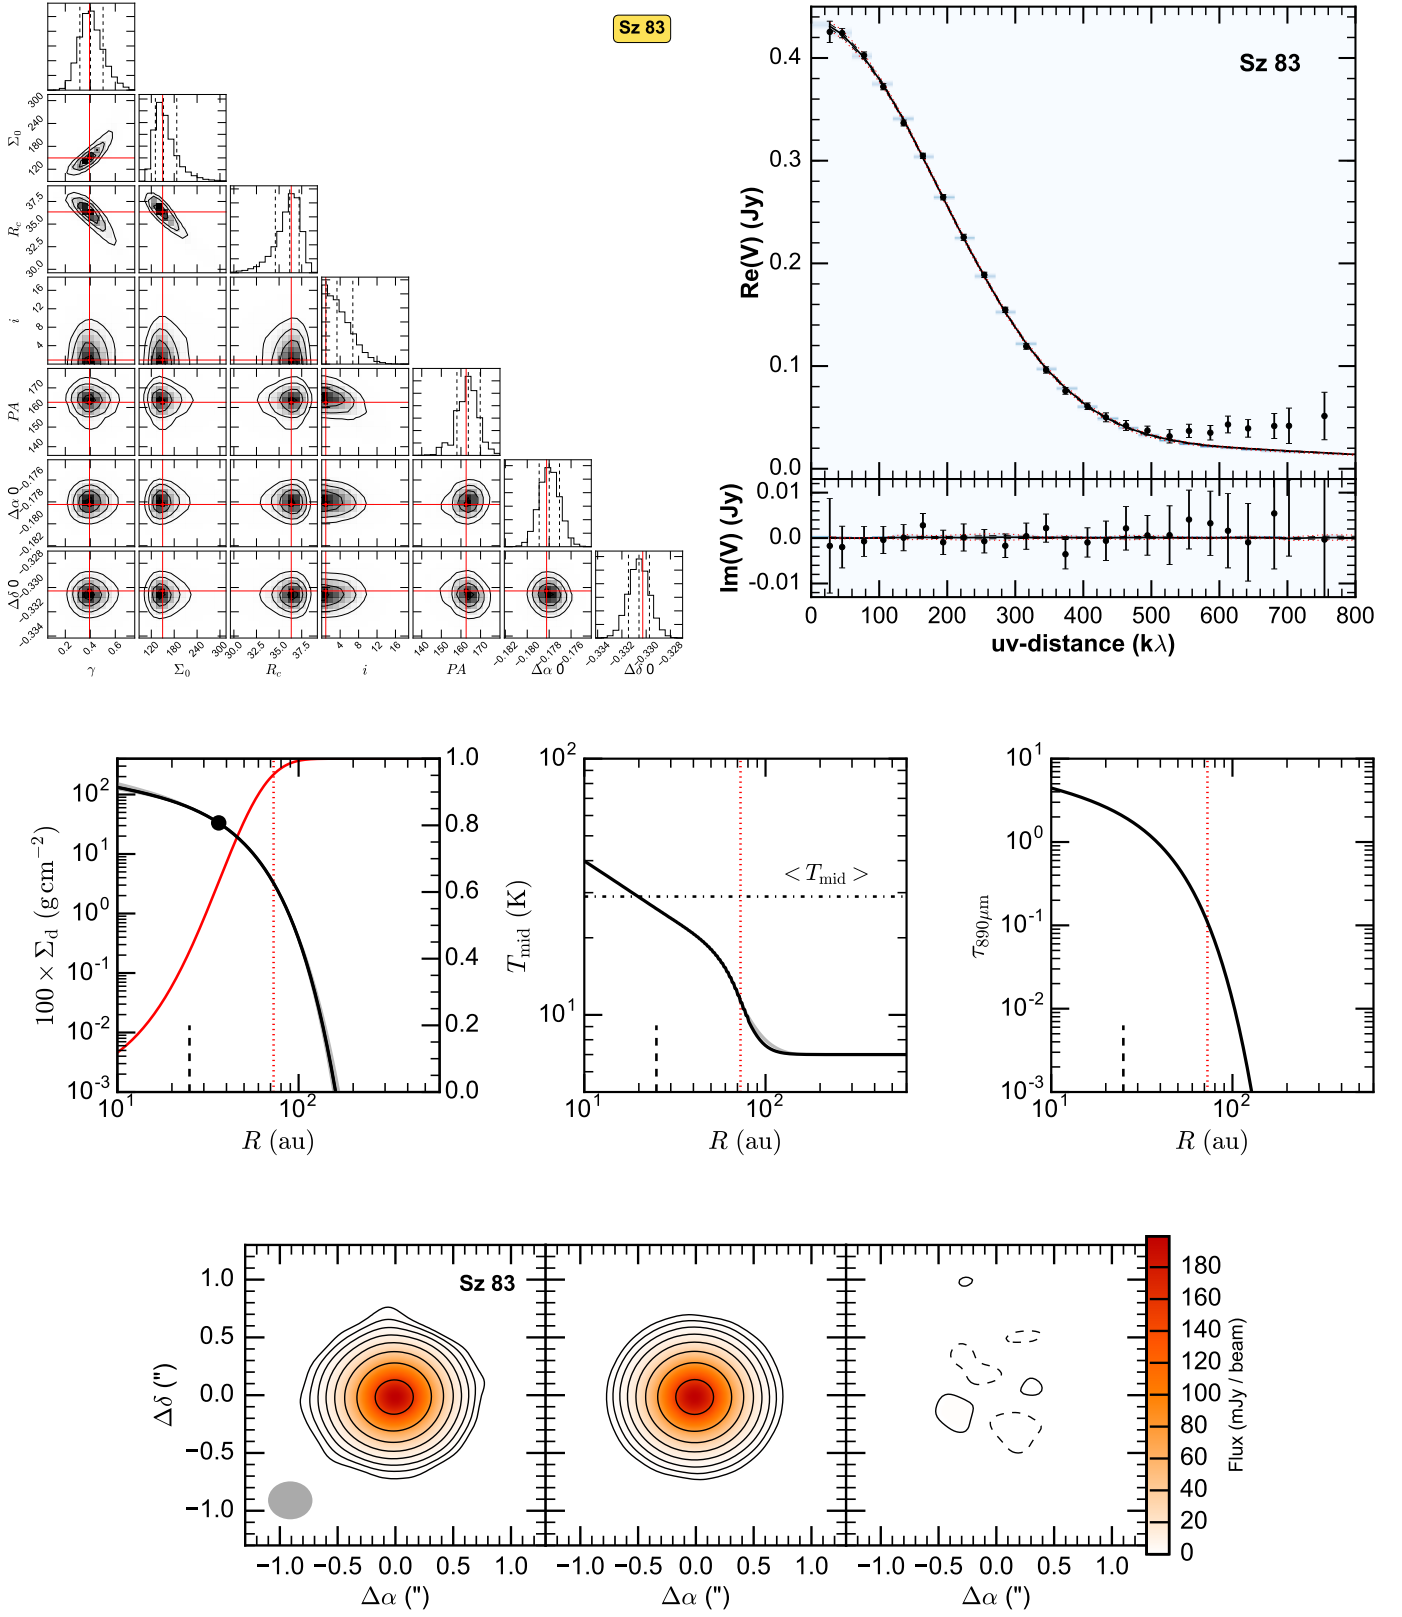 Sz 83
Σ₀
300
240
180
120
R_c
37.5
35.0
32.5
30.0
i
16
12
8
4
PA
170
160
150
140
Δα 0
−0.176
−0.178
−0.180
−0.182
Δδ 0
−0.328
−0.330
−0.332
−0.334
0.2 0.4 0.6
120 180 240 300
30.0 32.5 35.0 37.5
4 8 12 16
140 150 160 170
−0.182 −0.180 −0.178 −0.176
−0.334 −0.332 −0.330 −0.328
γ Σ₀ R_c i PA Δα 0 Δδ 0
Sz 83
Re(V) (Jy)
0.4
0.3
0.2
0.1
0.0
Im(V) (Jy)
0.01
0.0
-0.01
0 100 200 300 400 500 600 700 800
uv-distance (kλ)
100 × Σ_d (g cm⁻²)
10²
10¹
10⁰
10⁻¹
10⁻²
10⁻³
1.0
0.8
0.6
0.4
0.2
0.0
10¹ 10²
R (au)
T_mid (K)
10²
10¹
< T_mid >
10¹ 10²
R (au)
τ_890μm
10¹
10⁰
10⁻¹
10⁻²
10⁻³
10¹ 10²
R (au)
Sz 83
Δδ (")
1.0
0.5
0.0
−0.5
−1.0
−1.0 −0.5 0.0 0.5 1.0
−1.0 −0.5 0.0 0.5 1.0
−1.0 −0.5 0.0 0.5 1.0
Δα (") Δα (") Δα (")
180
160
140
120
100
80
60
40
20
0
Flux (mJy / beam)